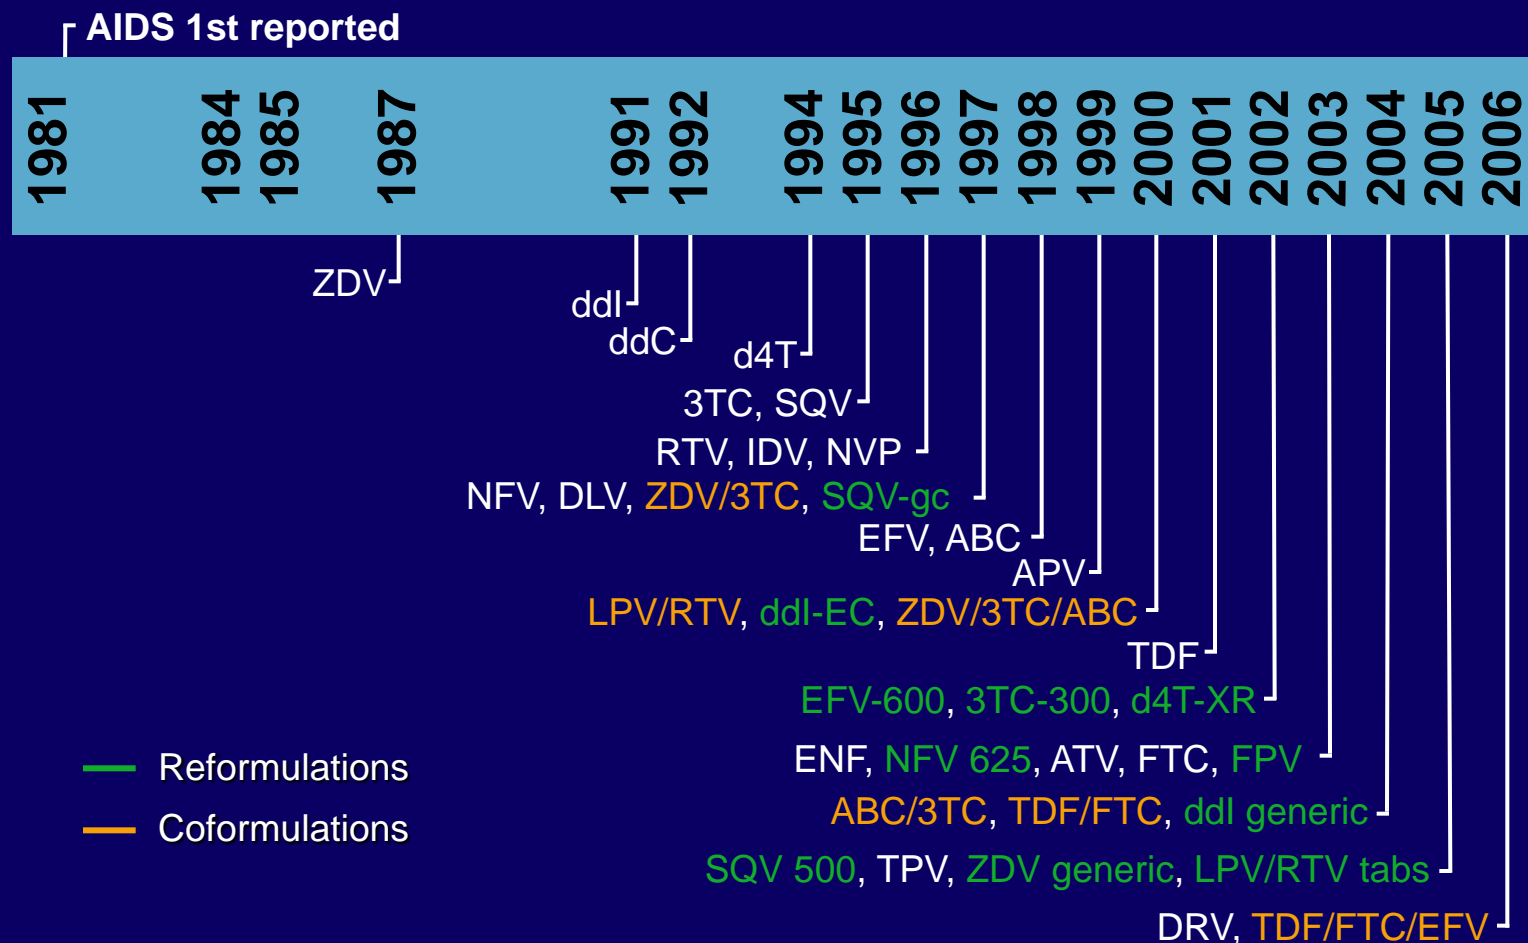 AIDS 1st reported
1981 1984 1985 1987 1991 1992 1994 1995 1996 1997 1998 1999 2000 2001 2002 2003 2004 2005 2006
ZDV
ddI
ddC
d4T
3TC, SQV
RTV, IDV, NVP
NFV, DLV, ZDV/3TC, SQV-gc
EFV, ABC
APV
LPV/RTV, ddI-EC, ZDV/3TC/ABC
TDF
EFV-600, 3TC-300, d4T-XR
ENF, NFV 625, ATV, FTC, FPV
Reformulations
ABC/3TC, TDF/FTC, ddI generic
Coformulations
SQV 500, TPV, ZDV generic, LPV/RTV tabs
DRV, TDF/FTC/EFV